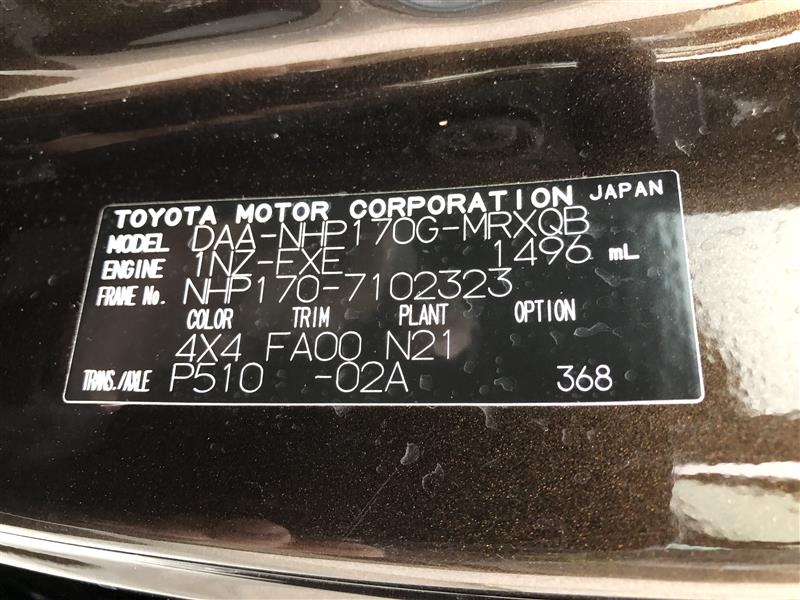 TOYOTA MOTOR CORPORATION JAPAN
MODEL DAA-NHP170G-MRXQB
ENGINE 1NZ-EXE 1496 mL
FRAME No. NHP170-7102323
COLOR TRIM PLANT OPTION
4X4 FA00 N21
TRANS./AXLE P510 -02A 368